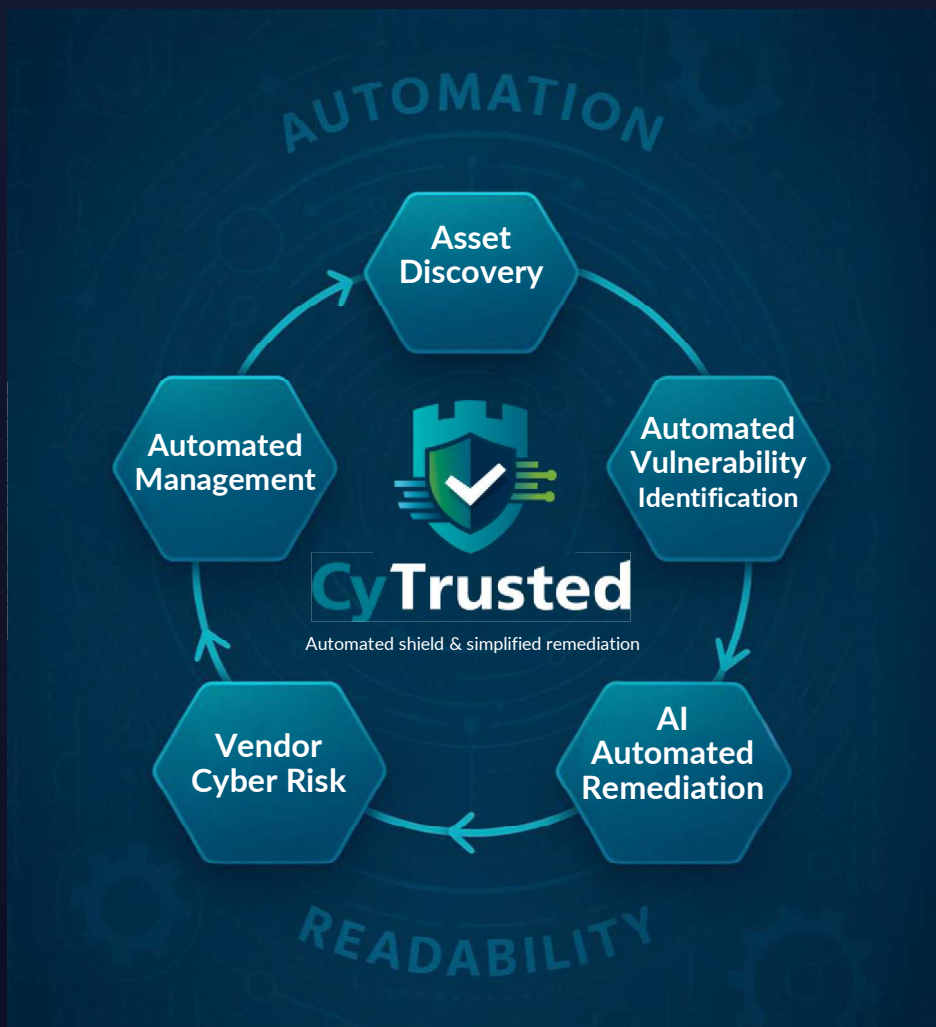 AUTOMATION
Asset
Discovery
Automated
Management
Automated
Vulnerability
Identification
CyTrusted
Automated shield & simplified remediation
Vendor
Cyber Risk
AI
Automated
Remediation
READABILITY